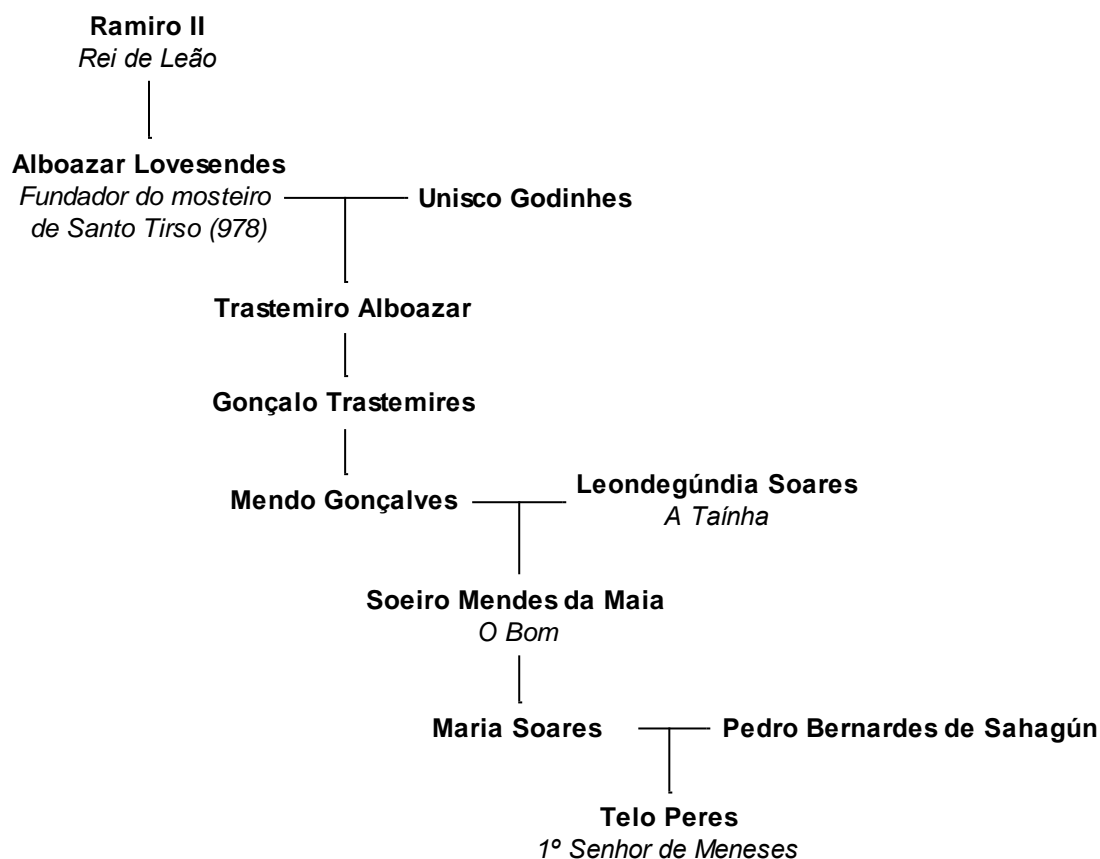 Ramiro II
Rei de Leão
Alboazar Lovesendes
Fundador do mosteiro
de Santo Tirso (978)
Unisco Godinhes
Trastemiro Alboazar
Gonçalo Trastemires
Mendo Gonçalves
Leondegúndia Soares
A Taínha
Soeiro Mendes da Maia
O Bom
Maria Soares
Pedro Bernardes de Sahagún
Telo Peres
1º Senhor de Meneses